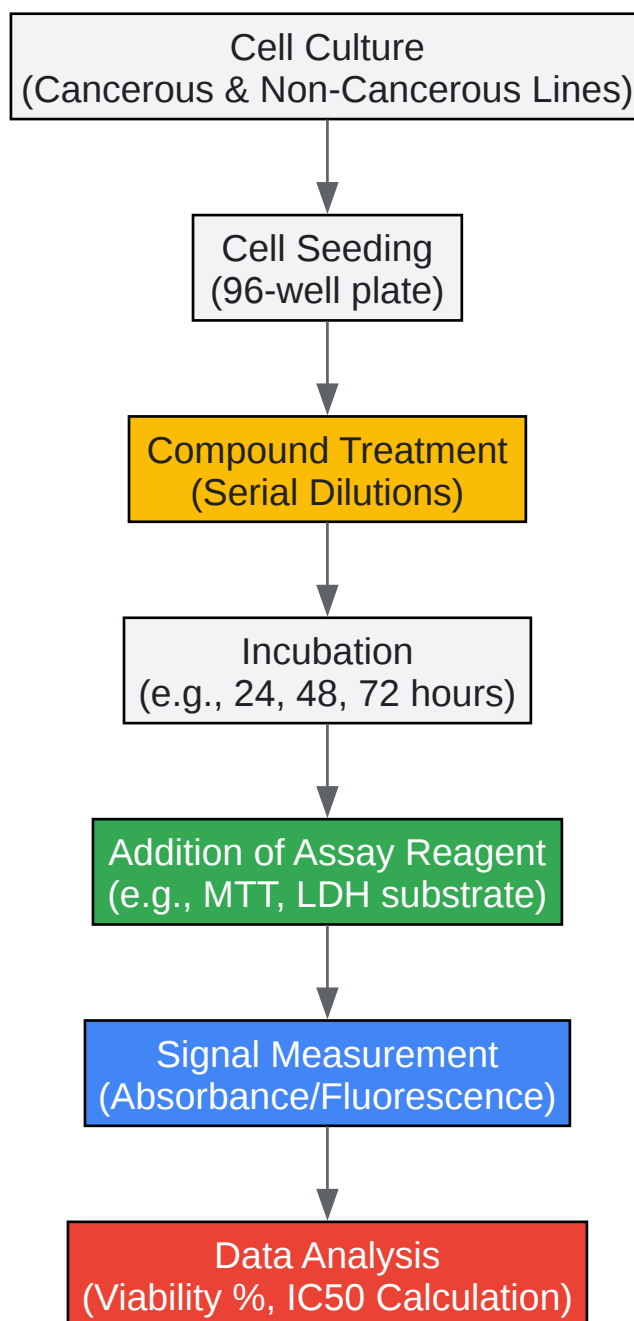 Cell Culture
(Cancerous & Non-Cancerous Lines)
Cell Seeding
(96-well plate)
Compound Treatment
(Serial Dilutions)
Incubation
(e.g., 24, 48, 72 hours)
Addition of Assay Reagent
(e.g., MTT, LDH substrate)
Signal Measurement
(Absorbance/Fluorescence)
Data Analysis
(Viability %, IC50 Calculation)